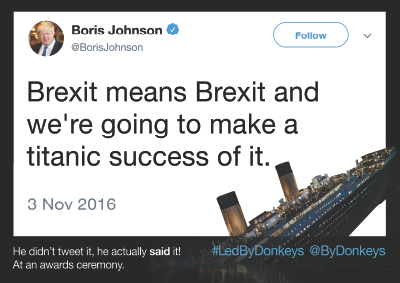 Boris Johnson
@BorisJohnson
Follow
Brexit means Brexit and
we're going to make a
titanic success of it.
3 Nov 2016
He didn't tweet it, he actually said it!
At an awards ceremony.
#LedByDonkeys @ByDonkeys